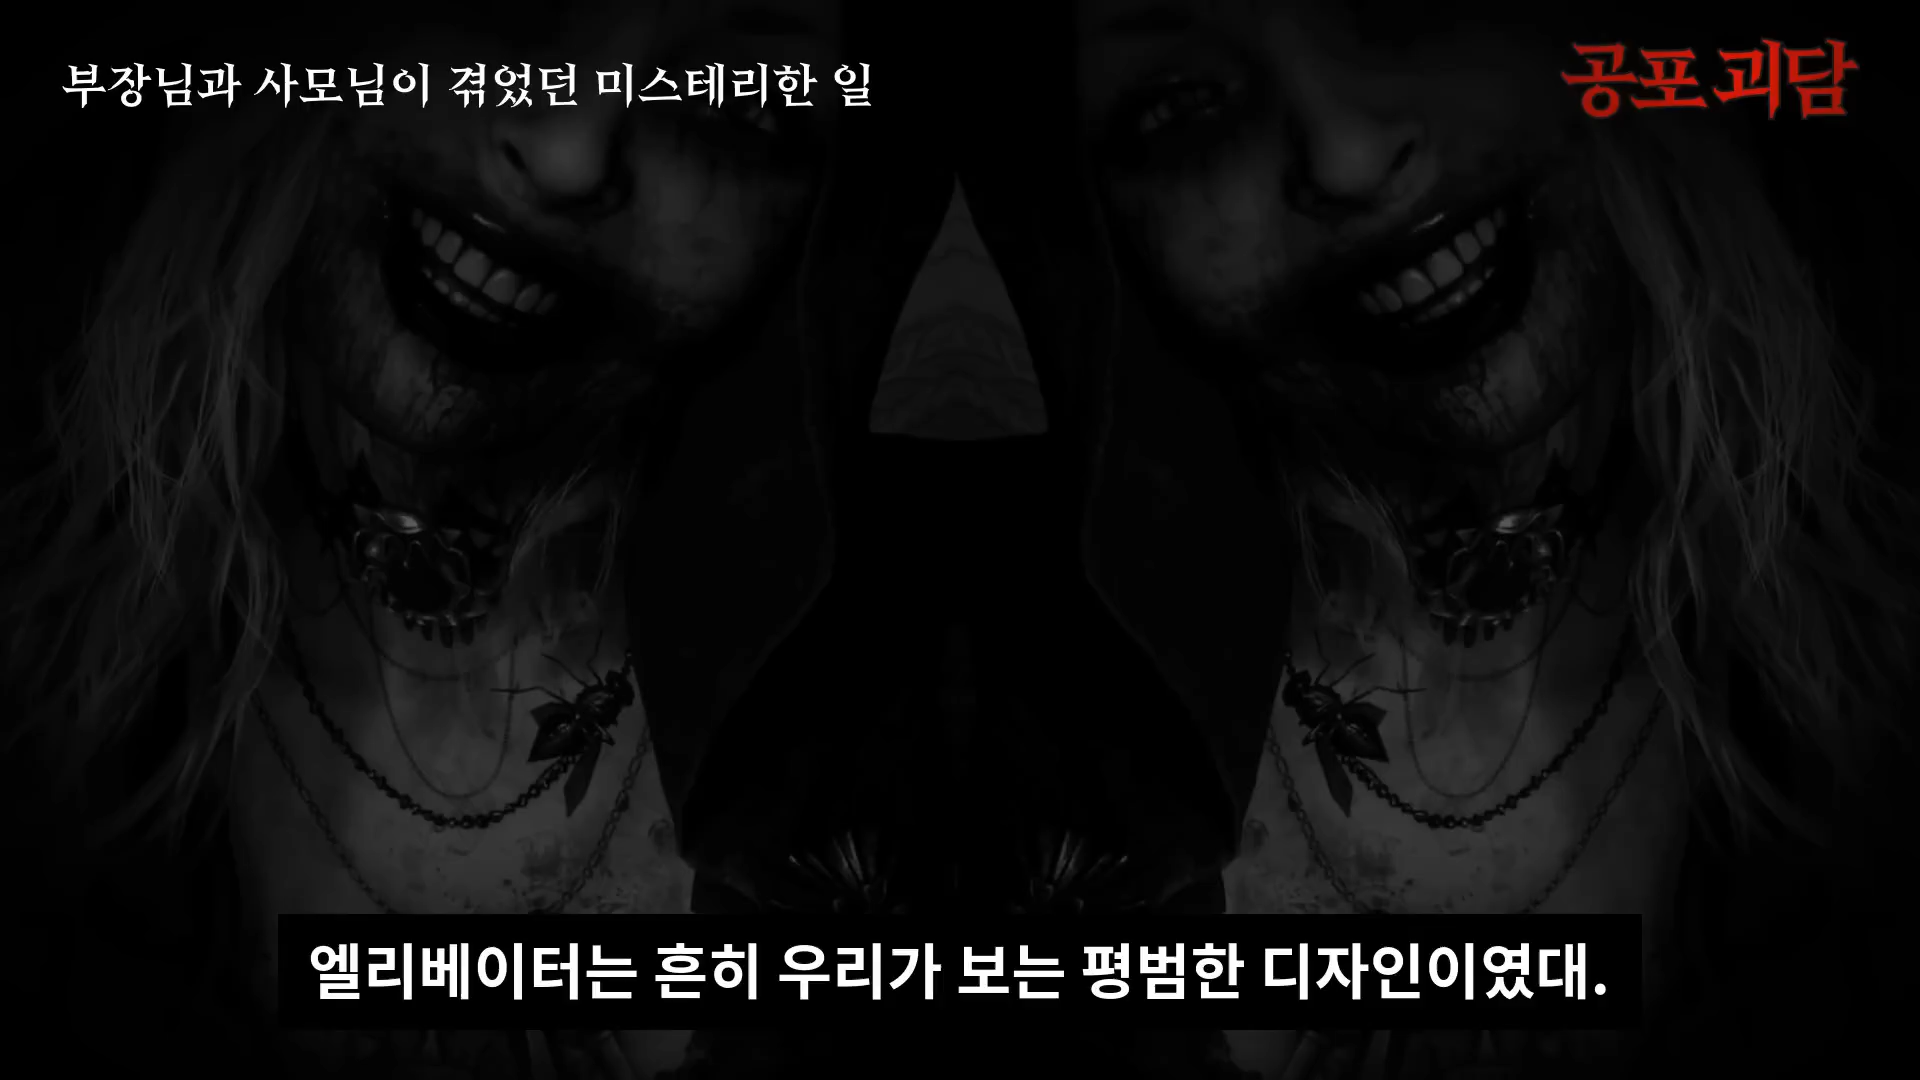 부장님과 사모님이 겪었던 미스테리한 일
공포괴담
엘리베이터는 흔히 우리가 보는 평범한 디자인이였대.